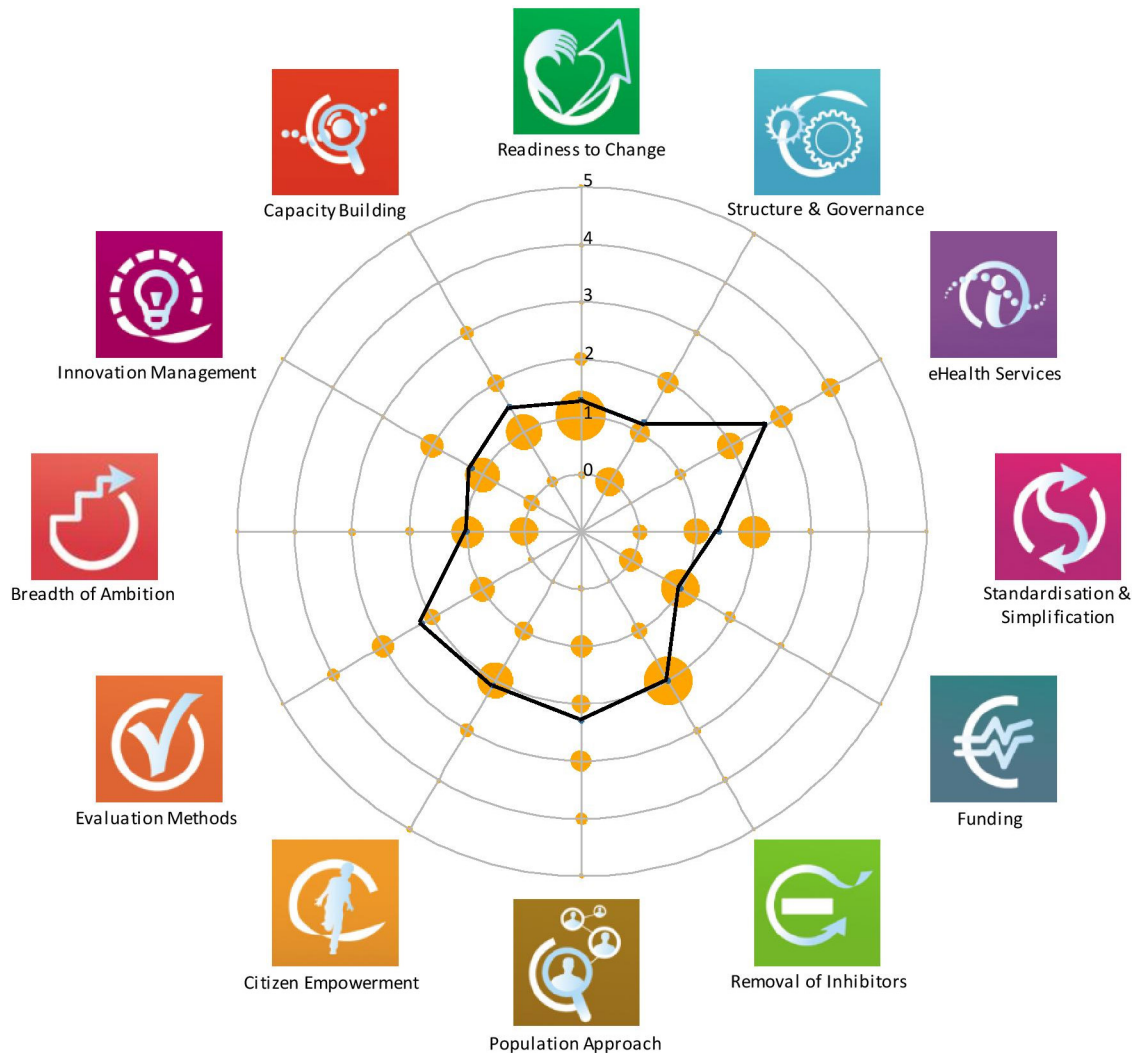 Readiness to Change
Capacity Building
Structure & Governance
Innovation Management
eHealth Services
Breadth of Ambition
Standardisation &
Simplification
Evaluation Methods
Funding
Citizen Empowerment
Removal of Inhibitors
Population Approach
5
4
3
2
1
0